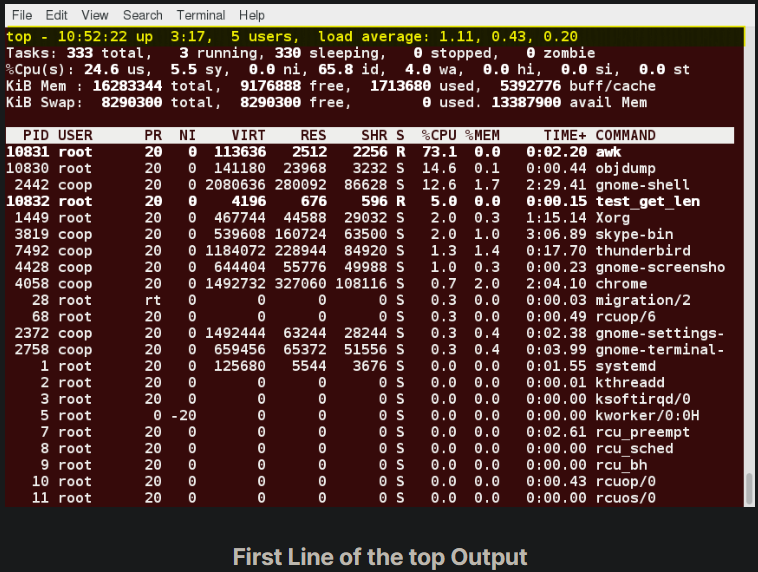 File Edit View Search Terminal Help
top - 10:52:22 up  3:17,  5 users,  load average: 1.11, 0.43, 0.20
Tasks: 333 total,   3 running, 330 sleeping,   0 stopped,   0 zombie
%Cpu(s): 24.6 us,  5.5 sy,  0.0 ni, 65.8 id,  4.0 wa,  0.0 hi,  0.0 si,  0.0 st
KiB Mem : 16283344 total,  9176888 free,  1713680 used,  5392776 buff/cache
KiB Swap:  8290300 total,  8290300 free,        0 used. 13387900 avail Mem
PID USER PR NI VIRT RES SHR S %CPU %MEM TIME+ COMMAND
10831 root 20 0 113636 2512 2256 R 73.1 0.0 0:02.20 awk
10830 root 20 0 141180 23968 3232 S 14.6 0.1 0:00.44 objdump
2442 coop 20 0 2080636 280092 86628 S 12.6 1.7 2:29.41 gnome-shell
10832 root 20 0 4196 676 596 R 5.0 0.0 0:00.15 test_get_len
1449 root 20 0 467744 44588 29032 S 2.0 0.3 1:15.14 Xorg
3819 coop 20 0 539608 160724 63500 S 2.0 1.0 3:06.89 skype-bin
7492 coop 20 0 1184072 228944 84920 S 1.3 1.4 0:17.70 thunderbird
4428 coop 20 0 644404 55776 49988 S 1.0 0.3 0:00.23 gnome-screensho
4058 coop 20 0 1492732 327060 108116 S 0.7 2.0 2:04.10 chrome
28 root rt 0 0 0 0 S 0.3 0.0 0:00.03 migration/2
68 root 20 0 0 0 0 S 0.3 0.0 0:00.49 rcuop/6
2372 coop 20 0 1492444 63244 28244 S 0.3 0.4 0:02.38 gnome-settings-
2758 coop 20 0 659456 65372 51556 S 0.3 0.4 0:03.99 gnome-terminal-
1 root 20 0 125680 5544 3676 S 0.0 0.0 0:01.55 systemd
2 root 20 0 0 0 0 S 0.0 0.0 0:00.01 kthreadd
3 root 20 0 0 0 0 S 0.0 0.0 0:00.00 ksoftirqd/0
5 root 0 -20 0 0 0 S 0.0 0.0 0:00.00 kworker/0:0H
7 root 20 0 0 0 0 S 0.0 0.0 0:02.61 rcu_preempt
8 root 20 0 0 0 0 S 0.0 0.0 0:00.00 rcu_sched
9 root 20 0 0 0 0 S 0.0 0.0 0:00.00 rcu_bh
10 root 20 0 0 0 0 S 0.0 0.0 0:00.43 rcuop/0
11 root 20 0 0 0 0 S 0.0 0.0 0:00.00 rcuos/0
First Line of the top Output